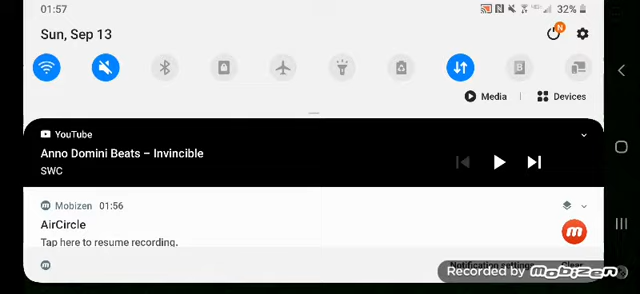 01:57
32%
Sun, Sep 13
N
Media
Devices
YouTube
Anno Domini Beats – Invincible
SWC
Mobizen 01:56
AirCircle
Tap here to resume recording.
Notification settings Clear
Recorded by mobizen